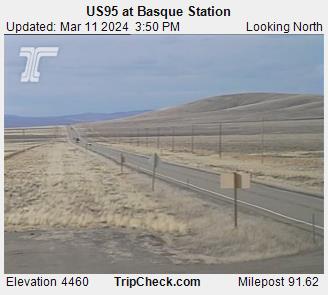 US95 at Basque Station
Updated: Mar 11 2024 3:50 PM Looking North
Elevation 4460 TripCheck.com Milepost 91.62